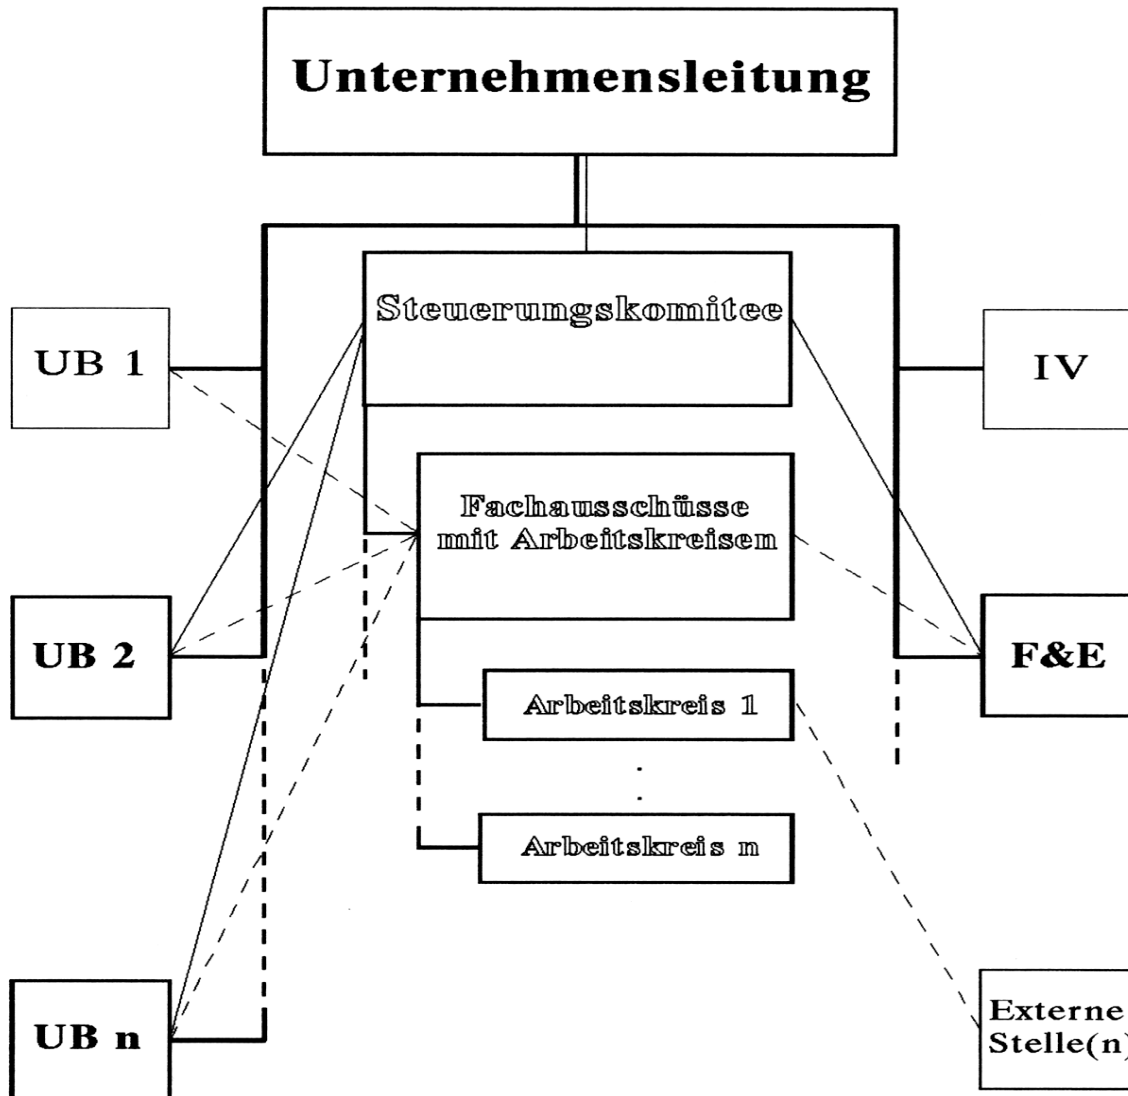 Unternehmensleitung
Steuerungskomitee
UB 1
IV
Fachausschüsse
mit Arbeitskreisen
UB 2
F&E
Arbeitskreis 1
Arbeitskreis n
UB n
Externe
Stelle(n)